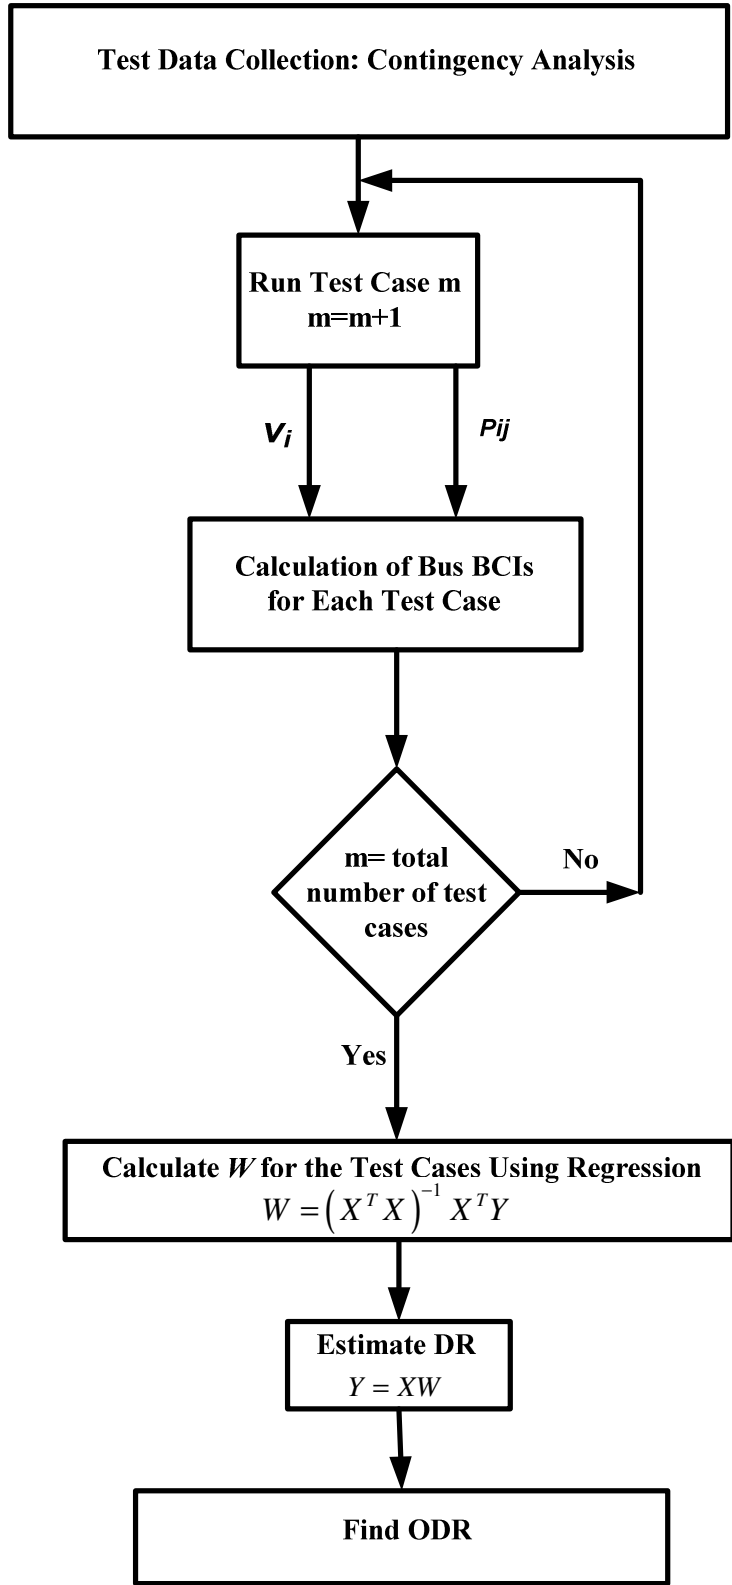 Test Data Collection: Contingency Analysis
Run Test Case m
m=m+1
Vi
Pij
Calculation of Bus BCIs
for Each Test Case
m= total
number of test
cases
No
Yes
Calculate W for the Test Cases Using Regression
W = (X^T X)^{-1} X^T Y
Estimate DR
Y = XW
Find ODR